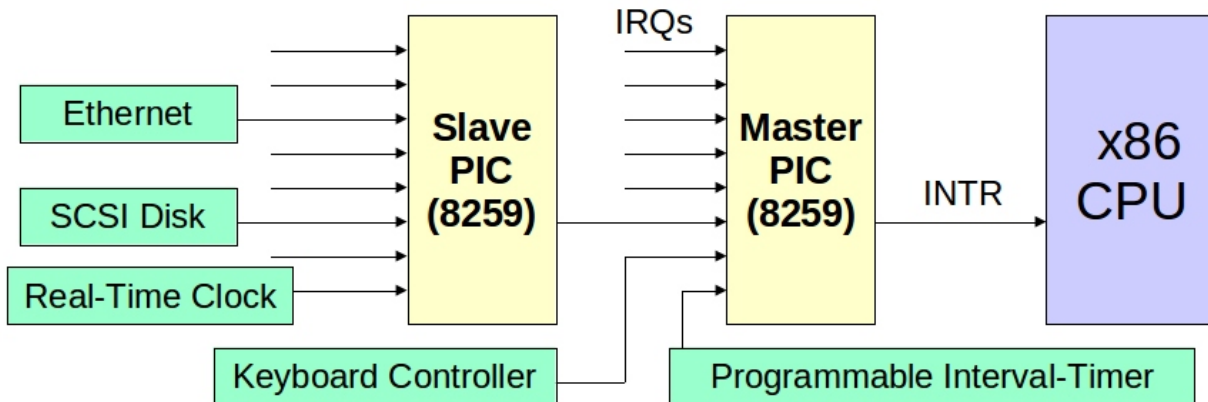 IRQs
Ethernet
SCSI Disk
Real-Time Clock
Slave
PIC
(8259)
Master
PIC
(8259)
INTR
x86
CPU
Keyboard Controller
Programmable Interval-Timer